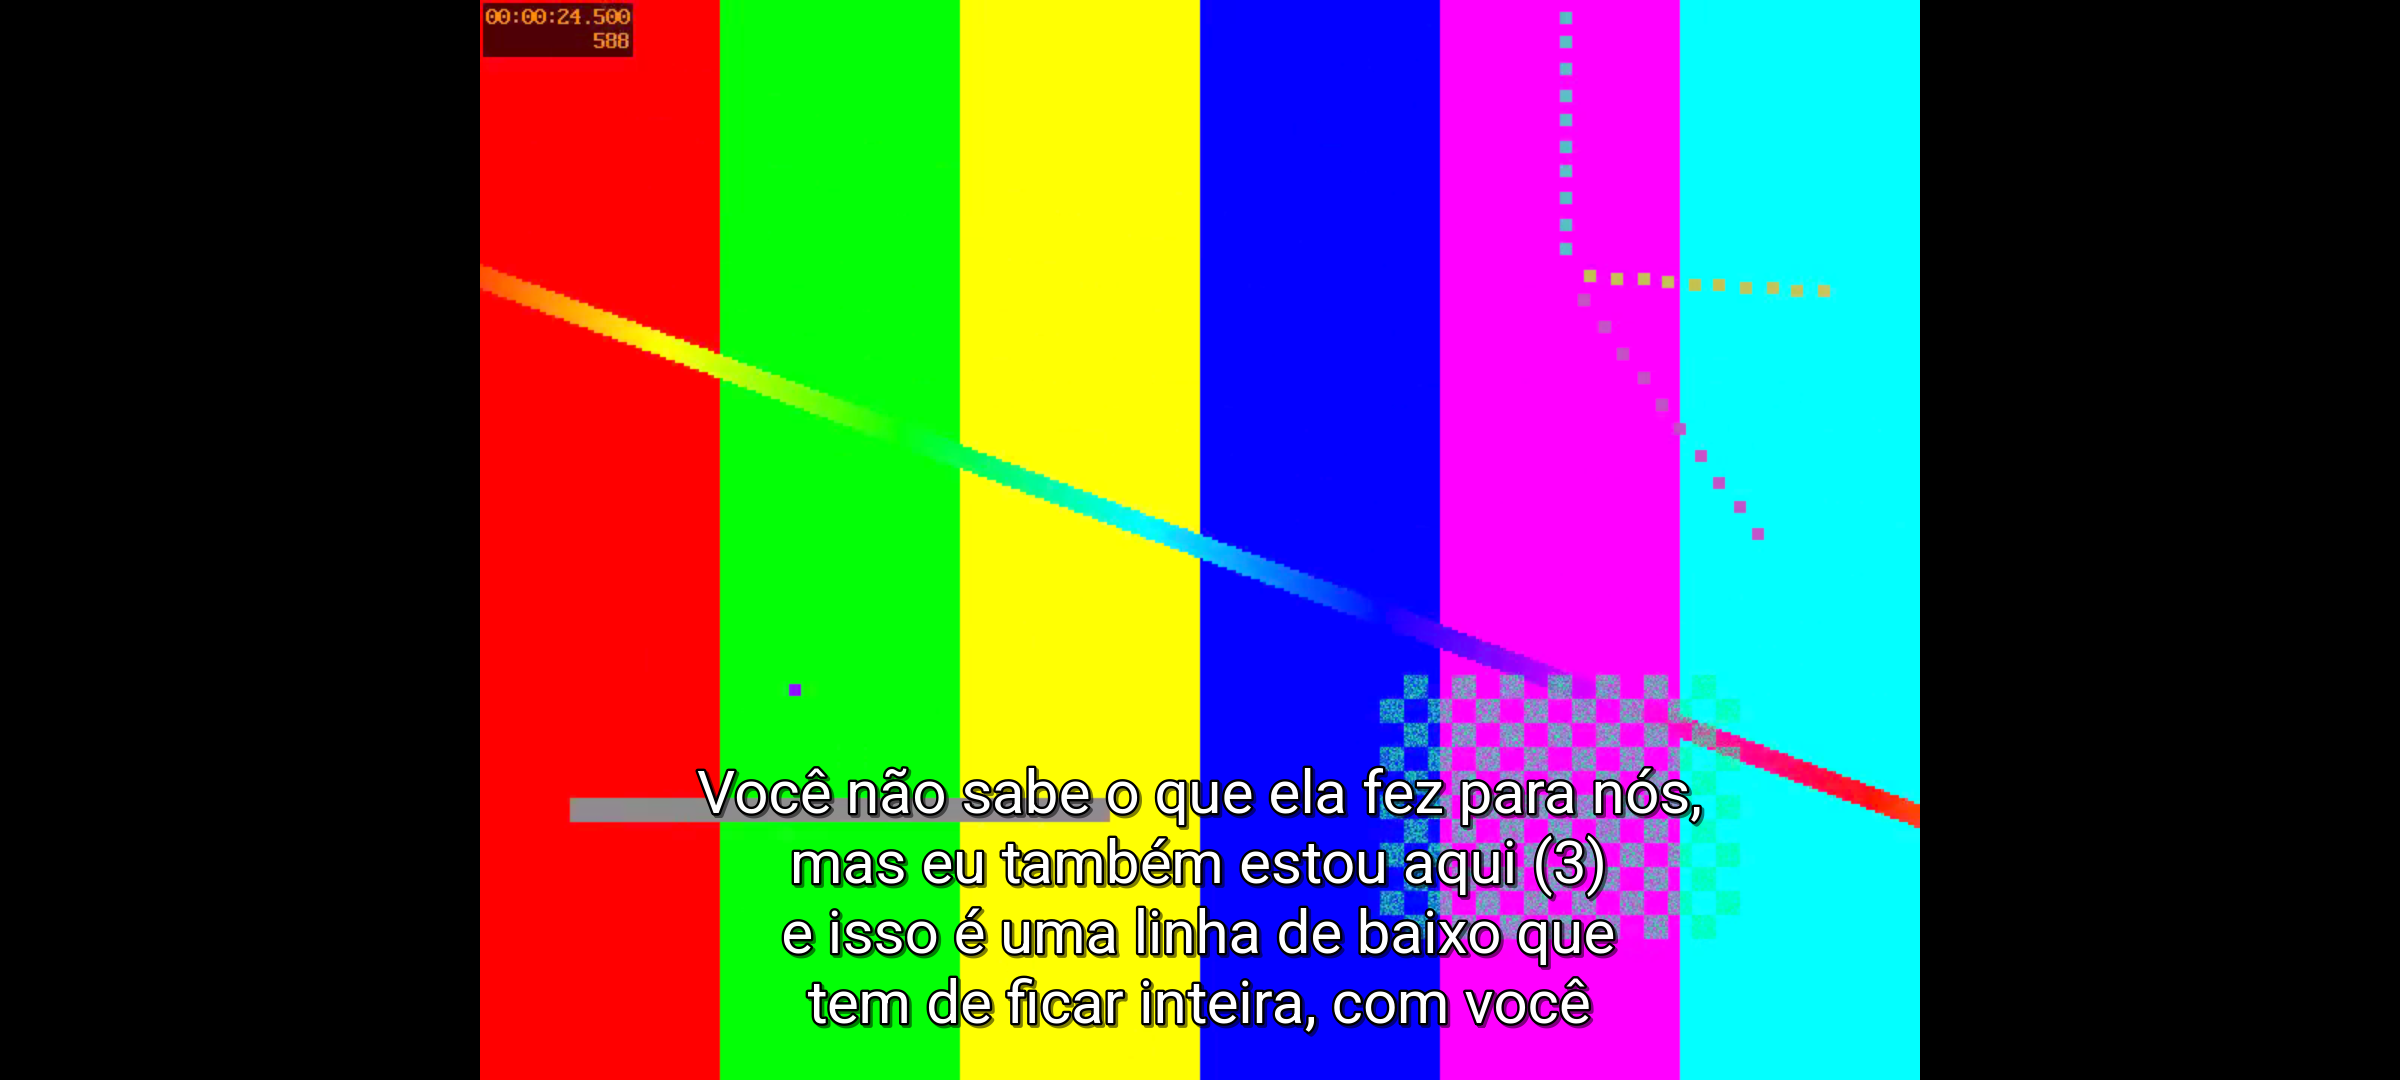 00:00:24.500
588
Você não sabe o que ela fez para nós,
mas eu também estou aqui (3)
e isso é uma linha de baixo que
tem de ficar inteira, com você